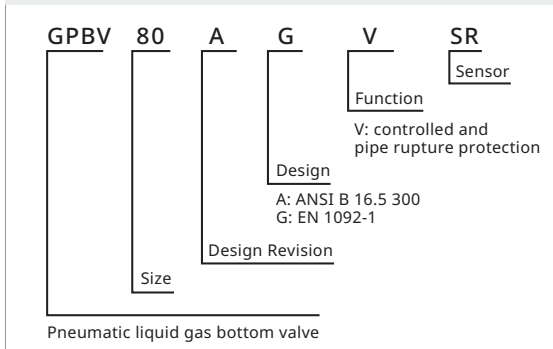 GPBV 80 A G V SR
Sensor
Function
V: controlled and
pipe rupture protection
Design
A: ANSI B 16.5 300
G: EN 1092-1
Design Revision
Size
Pneumatic liquid gas bottom valve